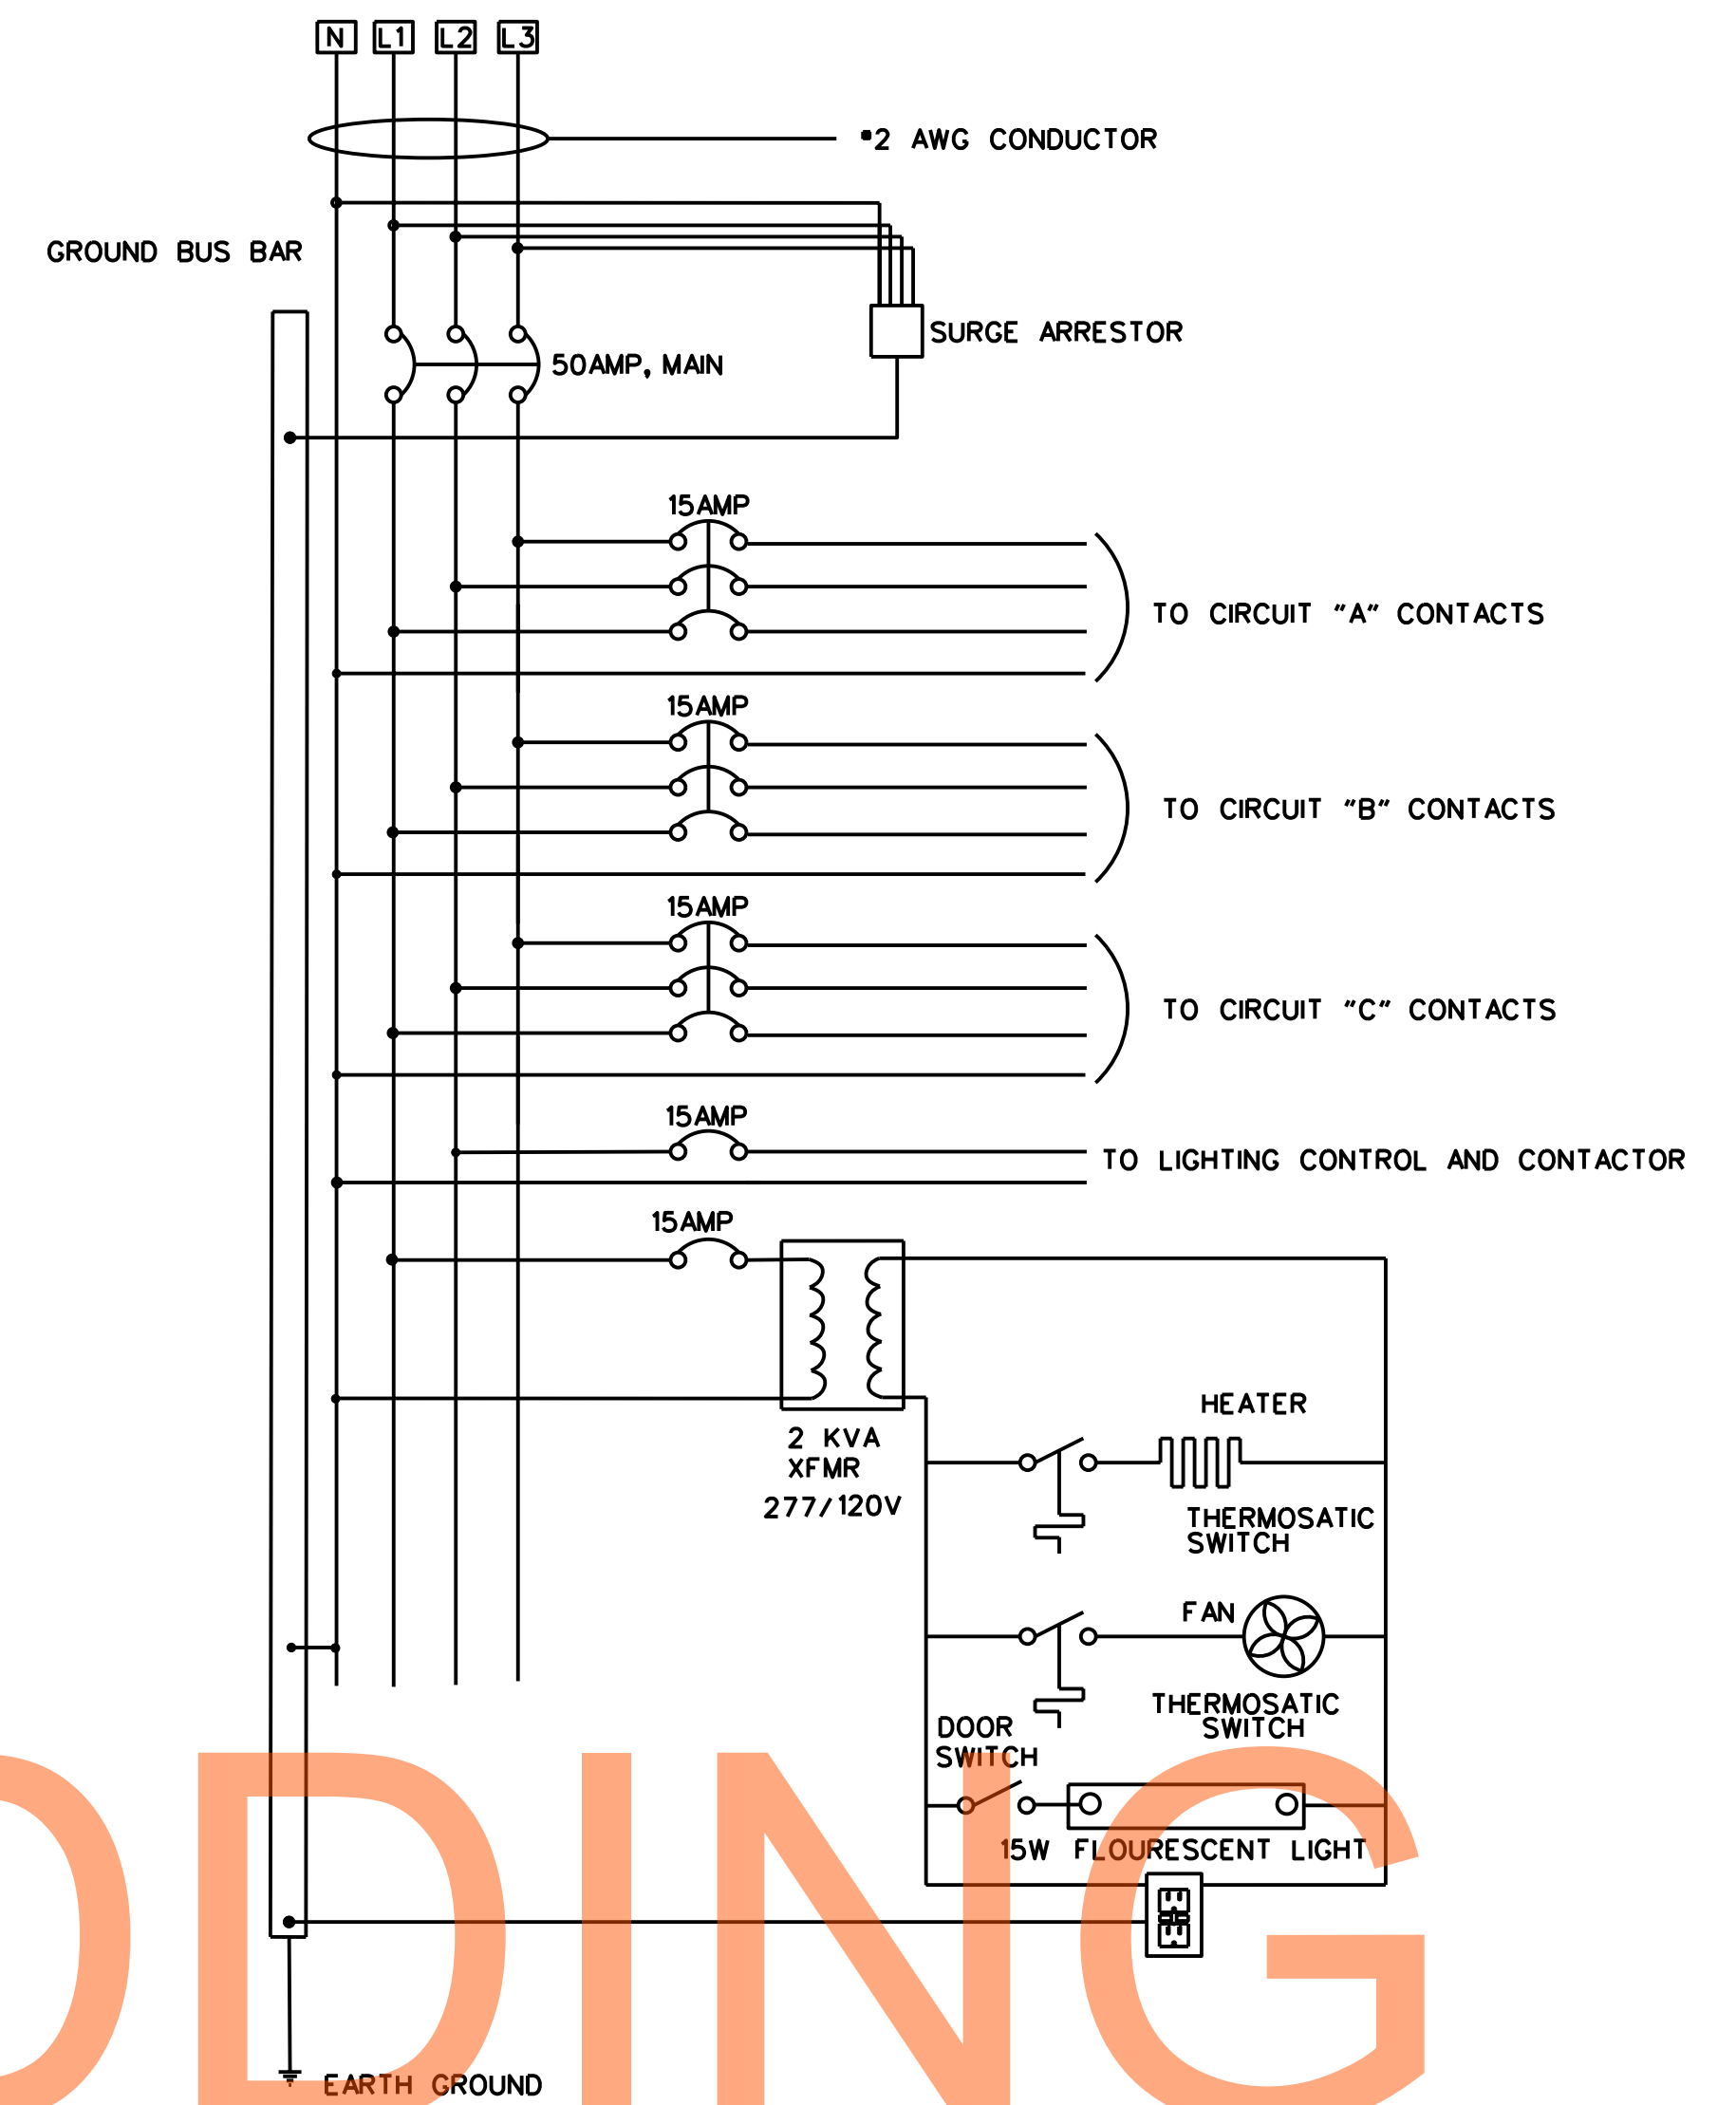 N L1 L2 L3
#2 AWG CONDUCTOR
GROUND BUS BAR
SURGE ARRESTOR
50AMP, MAIN
15AMP
TO CIRCUIT "A" CONTACTS
15AMP
TO CIRCUIT "B" CONTACTS
15AMP
TO CIRCUIT "C" CONTACTS
15AMP
TO LIGHTING CONTROL AND CONTACTOR
15AMP
2 KVA
XFMR
277/120V
HEATER
THERMOSATIC
SWITCH
FAN
THERMOSATIC
SWITCH
DOOR
SWITCH
15W FLOURESCENT LIGHT
EARTH GROUND
DING